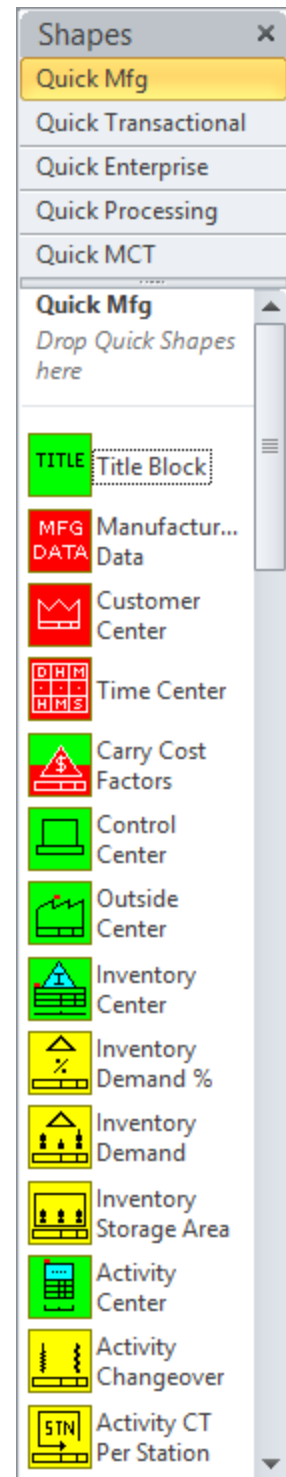 Shapes
Quick Mfg
Quick Transactional
Quick Enterprise
Quick Processing
Quick MCT
Quick Mfg
Drop Quick Shapes
here
TITLE
Title Block
MFG
DATA
Manufactur...
Data
Customer
Center
D H M
H M S
Time Center
$
Carry Cost
Factors
Control
Center
Outside
Center
I
Inventory
Center
%
Inventory
Demand %
Inventory
Demand
Inventory
Storage Area
Activity
Center
Activity
Changeover
STN
Activity CT
Per Station